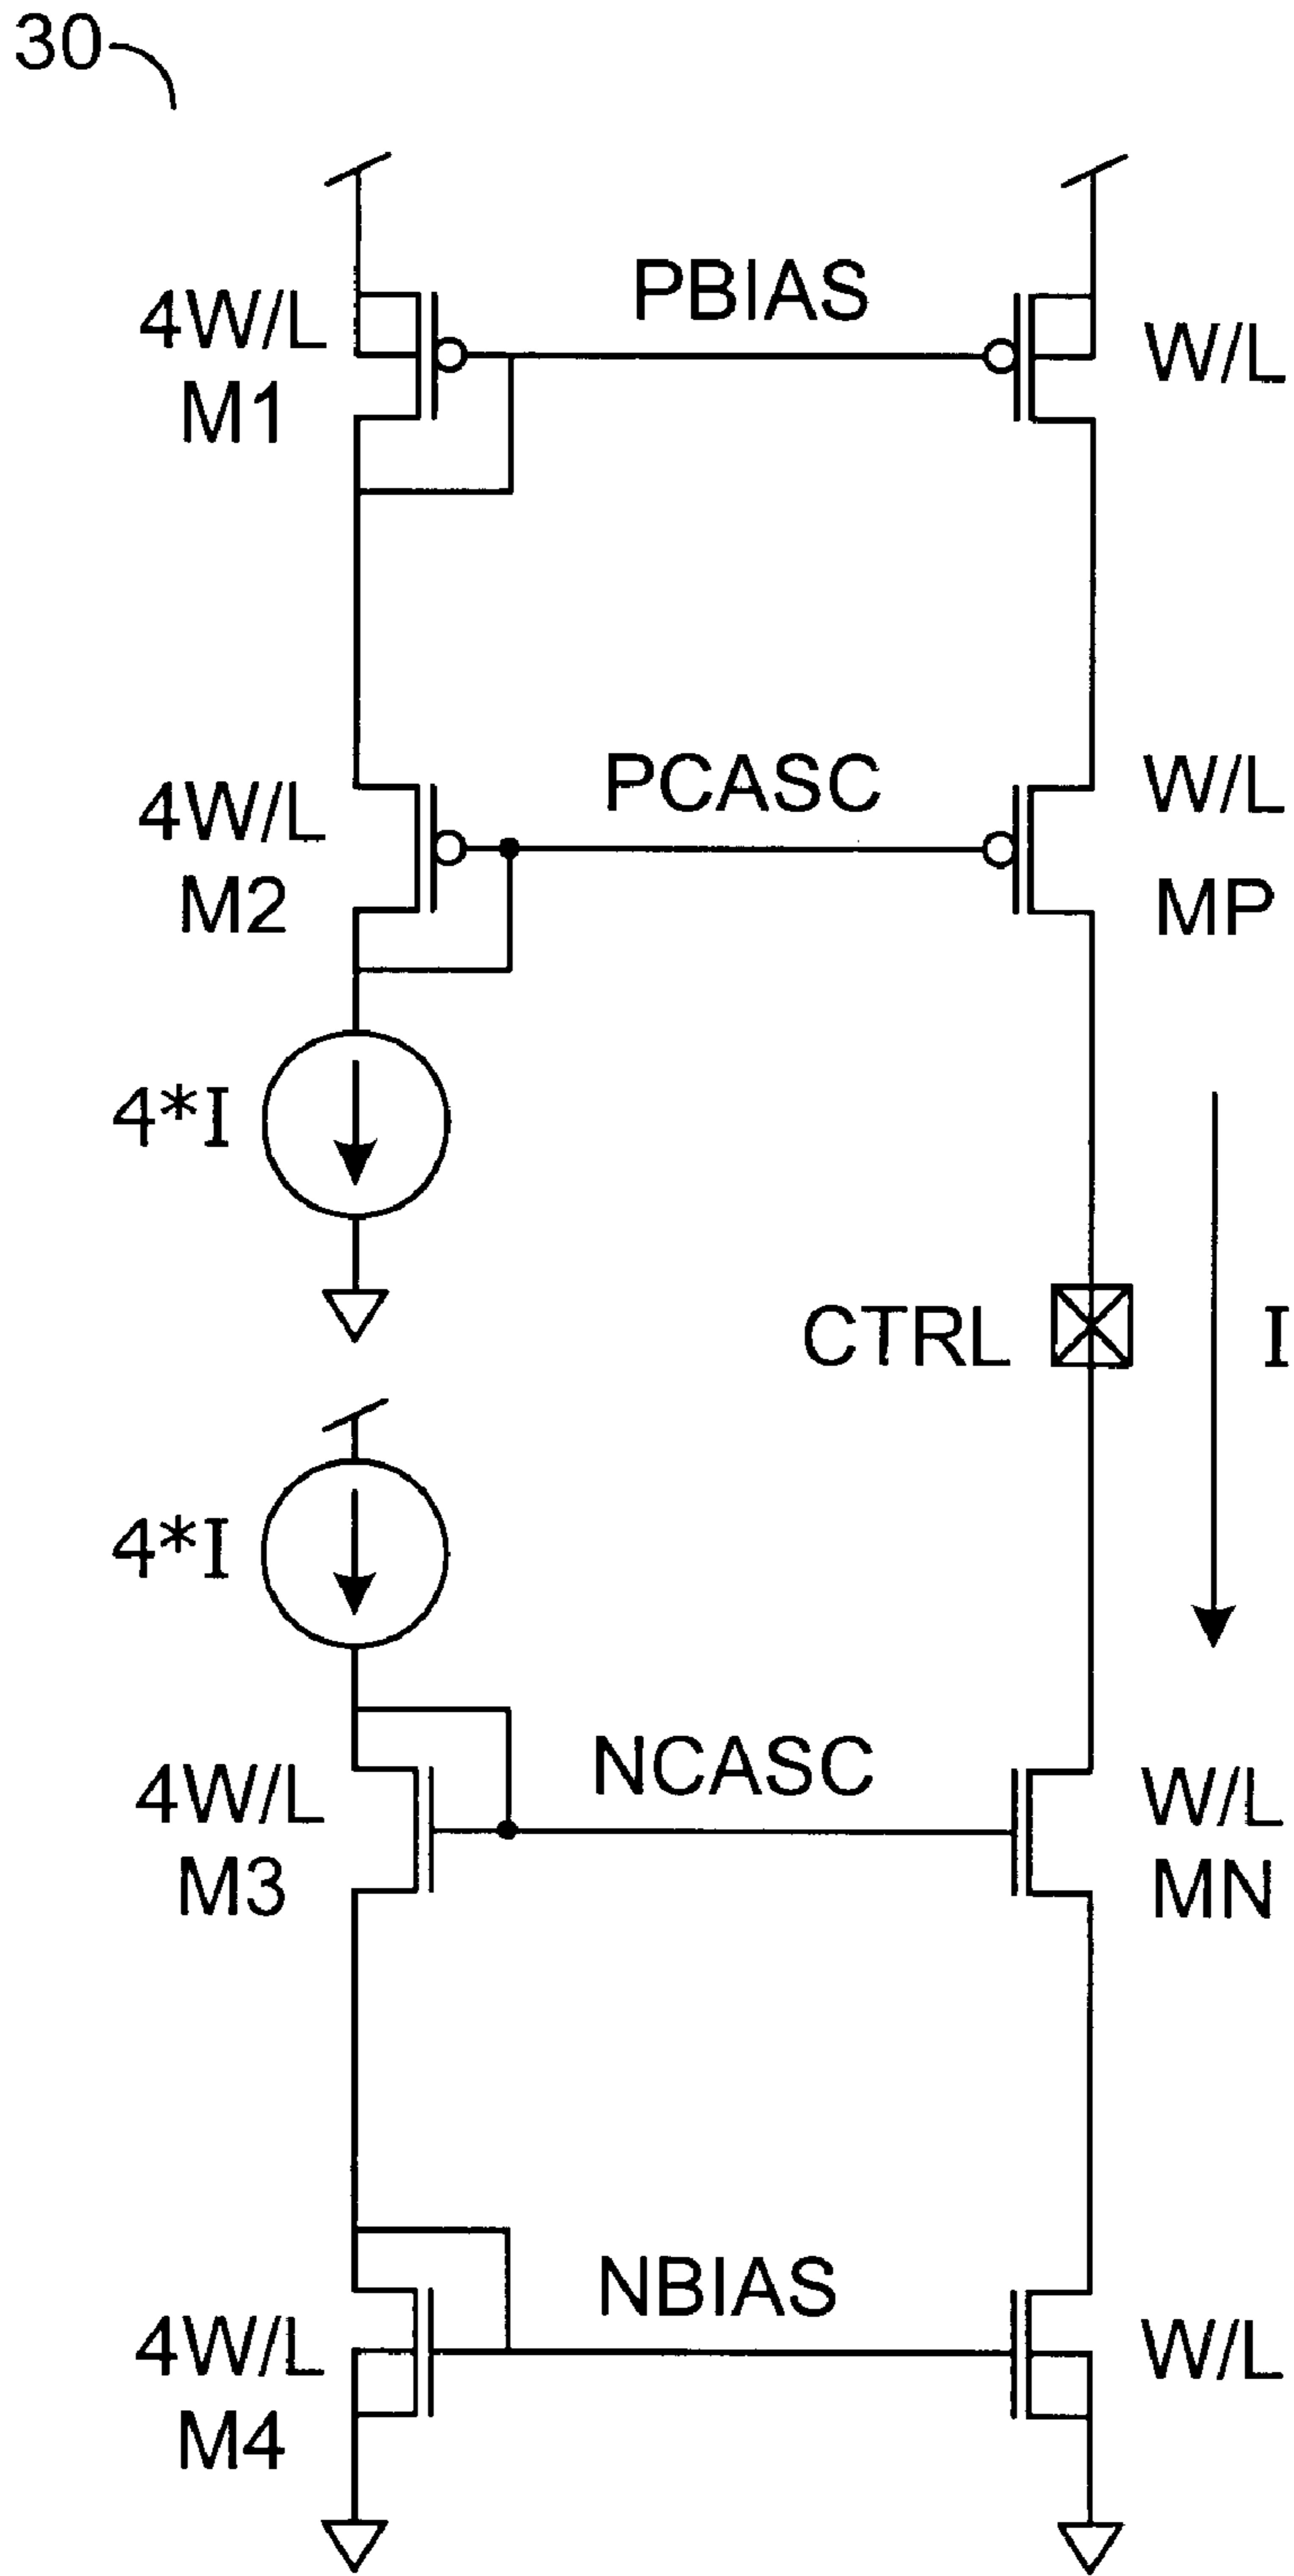 30
4W/L
M1
PBIAS
W/L
4W/L
M2
PCASC
W/L
MP
4*I
CTRL
I
4*I
4W/L
M3
NCASC
W/L
MN
4W/L
M4
NBIAS
W/L